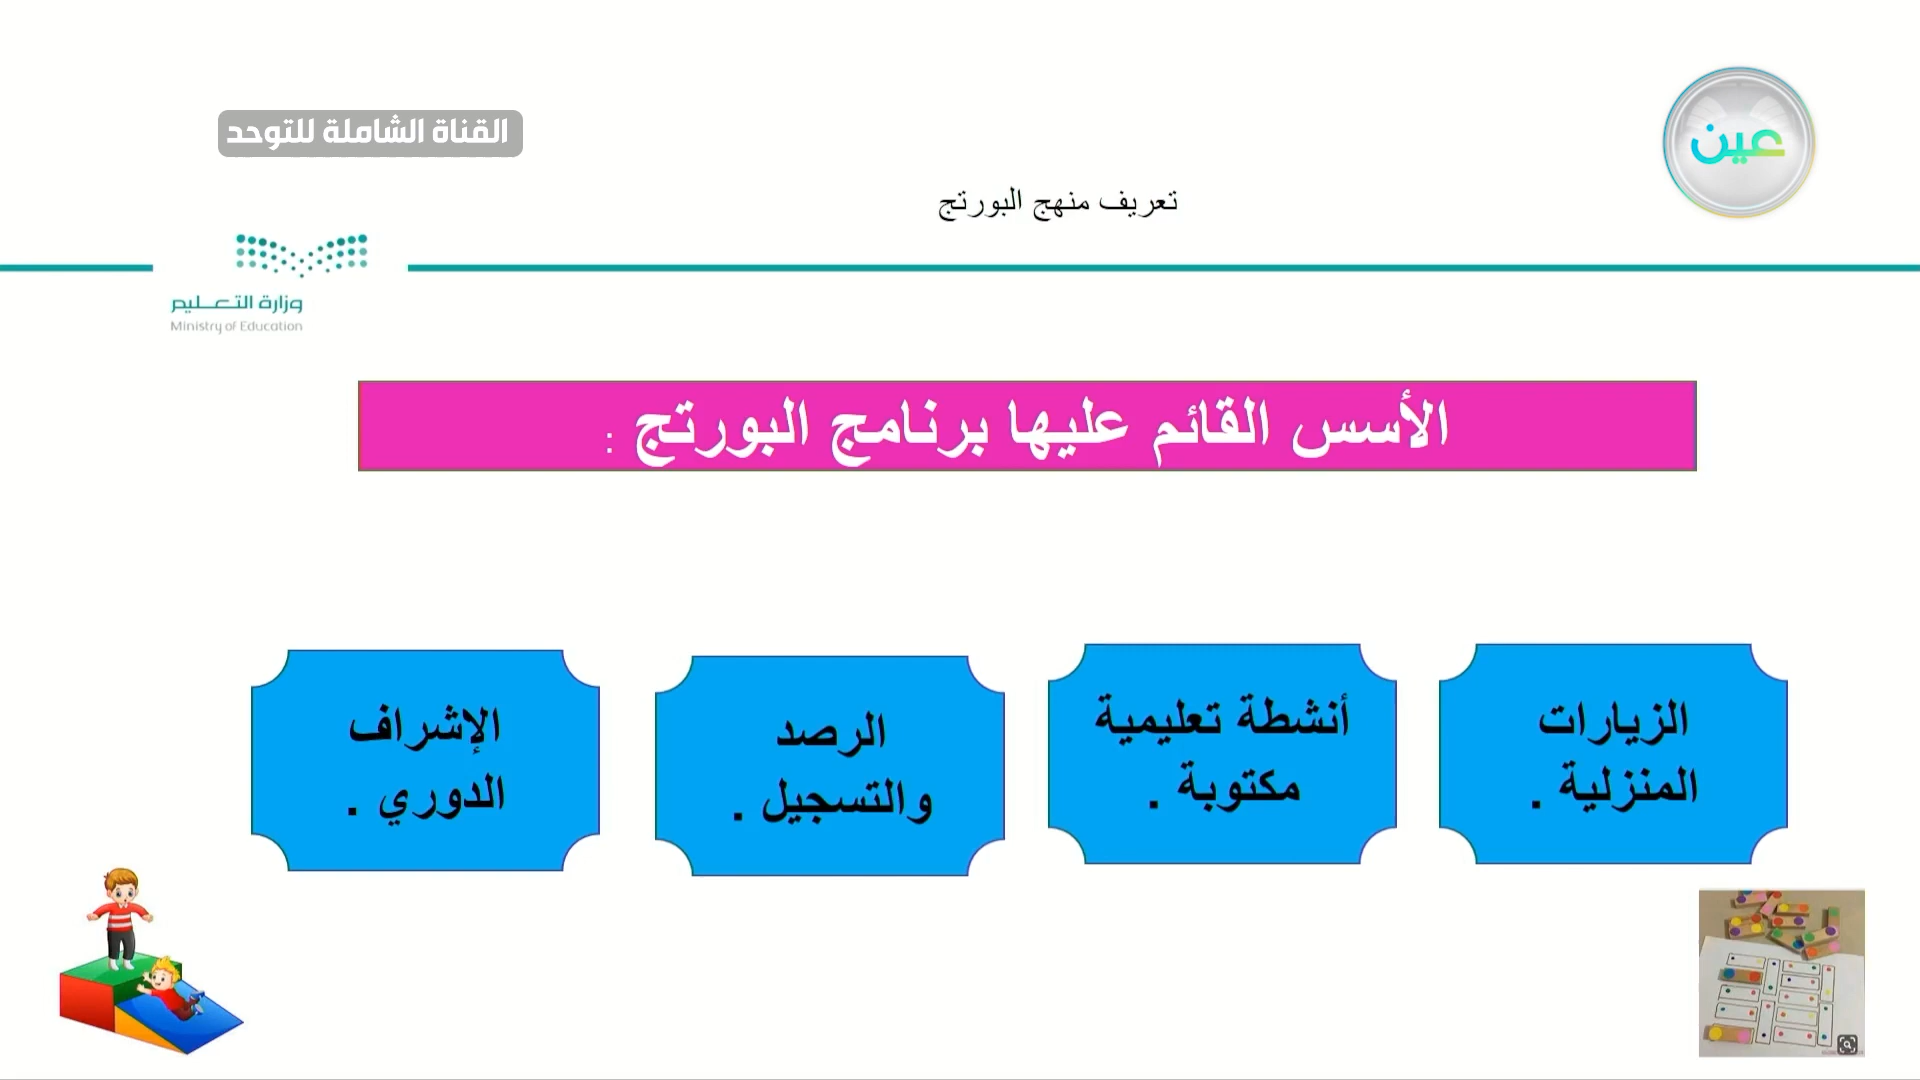 القناة الشاملة للتوحد
عين
تعريف منهج البورتج
وزارة التعليم
Ministry of Education
الأسس القائم عليها برنامج البورتج :
الزيارات
المنزلية .
أنشطة تعليمية
مكتوبة .
الرصد
والتسجيل .
الإشراف
الدوري .